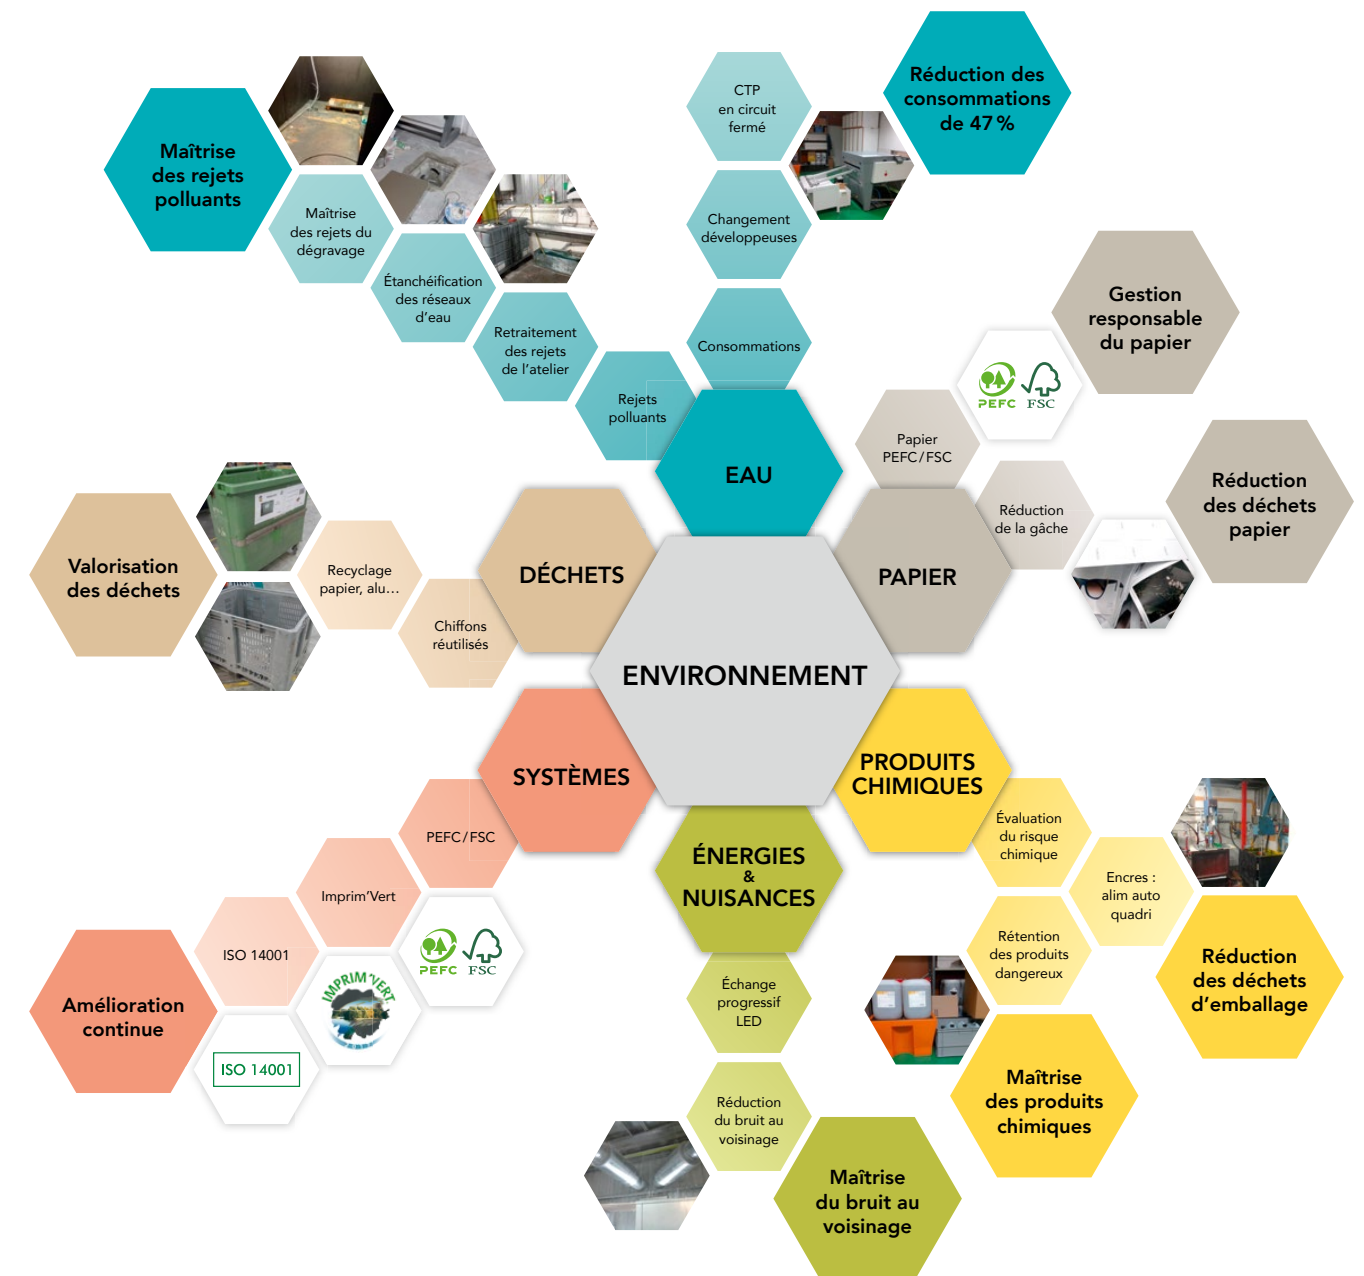 Réduction des
consommations
de 47 %
CTP
en circuit
fermé
Changement
développeuses
Consommations
Maîtrise
des rejets
polluants
Maîtrise
des rejets du
dégravage
Étanchéification
des réseaux
d'eau
Retraitement
des rejets
de l'atelier
Rejets
polluants
EAU
Gestion
responsable
du papier
PEFC
FSC
Papier
PEFC/FSC
Réduction
de la gâche
Réduction
des déchets
papier
PAPIER
Valorisation
des déchets
Recyclage
papier, alu...
Chiffons
réutilisés
DÉCHETS
ENVIRONNEMENT
SYSTÈMES
PEFC/FSC
Imprim'Vert
ISO 14001
Amélioration
continue
PEFC
FSC
IMPRIM'VERT
ISO 14001
PRODUITS
CHIMIQUES
Évaluation
du risque
chimique
Encres :
alim auto
quadri
Rétention
des produits
dangereux
Réduction
des déchets
d'emballage
Maîtrise
des produits
chimiques
ÉNERGIES
&
NUISANCES
Échange
progressif
LED
Réduction
du bruit au
voisinage
Maîtrise
du bruit au
voisinage